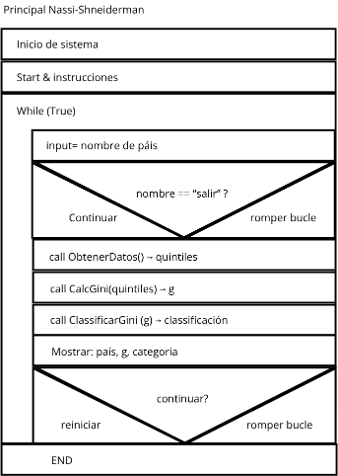 Principal Nassi-Shneiderman
Inicio de sistema
Start & instrucciones
While (True)
input= nombre de páis
nombre == “salir” ?
Continuar
romper bucle
call ObtenerDatos() → quintiles
call CalcGini(quintiles) → g
call ClassificarGini (g) → classificación
Mostrar: país, g, categoria
continuar?
reiniciar
romper bucle
END